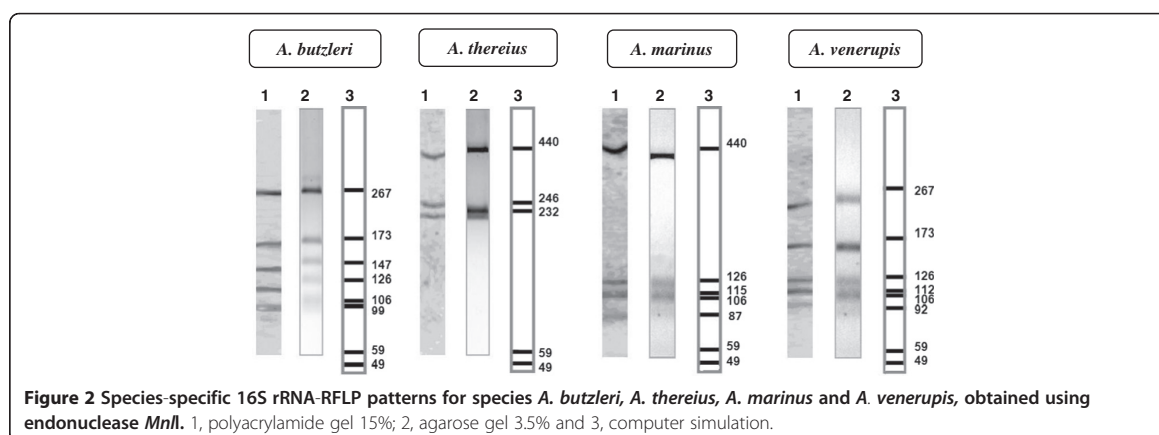 A. butzleri
A. thereius
A. marinus
A. venerupis
1 2 3
1 2 3
1 2 3
1 2 3
267
173
147
126
106
99
59
49
440
246
232
59
49
440
126
115
106
87
59
49
267
173
126
112
106
92
59
49
Figure 2 Species-specific 16S rRNA-RFLP patterns for species A. butzleri, A. thereius, A. marinus and A. venerupis, obtained using
endonuclease MnlI. 1, polyacrylamide gel 15%; 2, agarose gel 3.5% and 3, computer simulation.